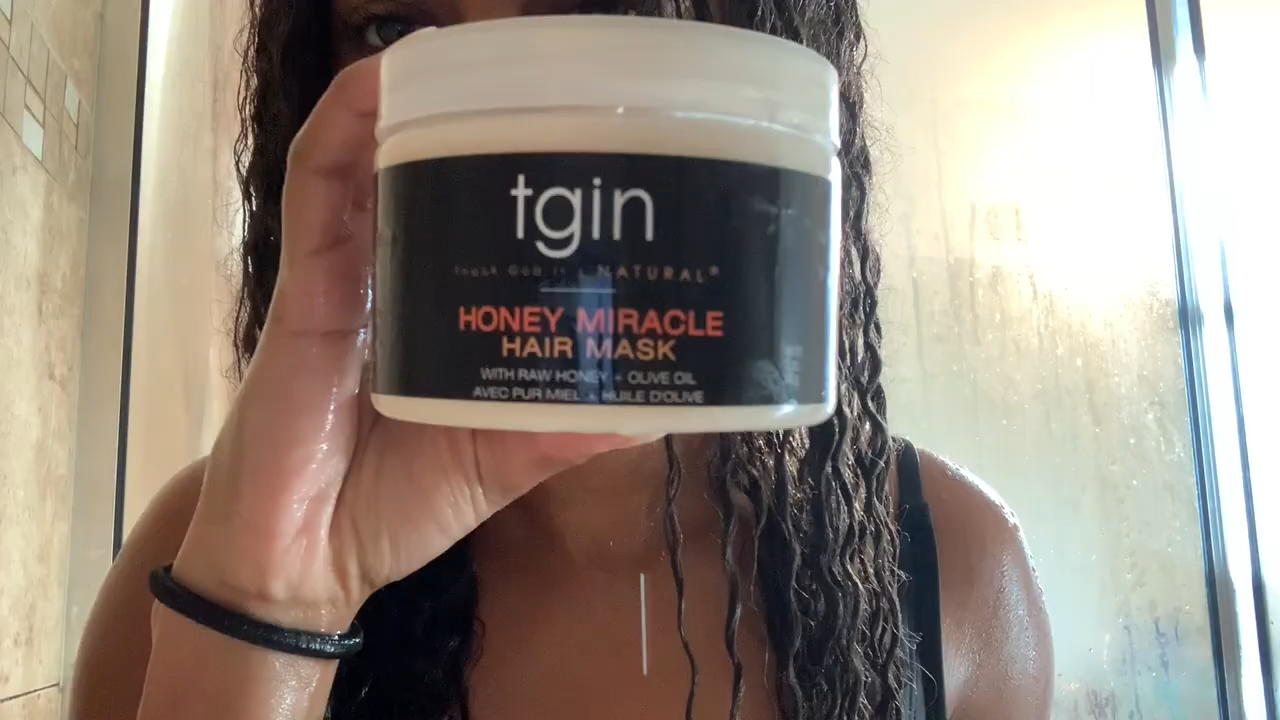 tgin
thank God it's NATURAL®
HONEY MIRACLE
HAIR MASK
WITH RAW HONEY + OLIVE OIL
AVEC PUR MIEL + HUILE D'OLIVE